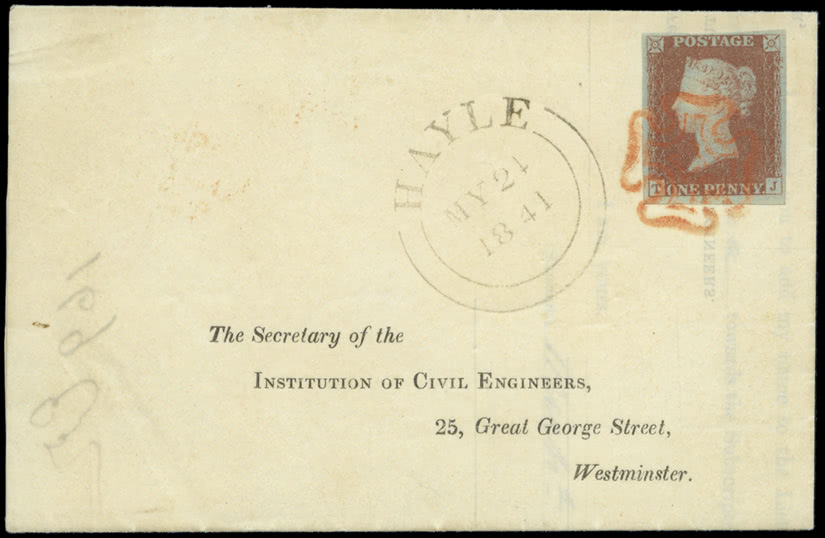 POSTAGE
T ONE PENNY J
HAYLE
MY 21
1841
The Secretary of the
INSTITUTION OF CIVIL ENGINEERS,
25, Great George Street,
Westminster.